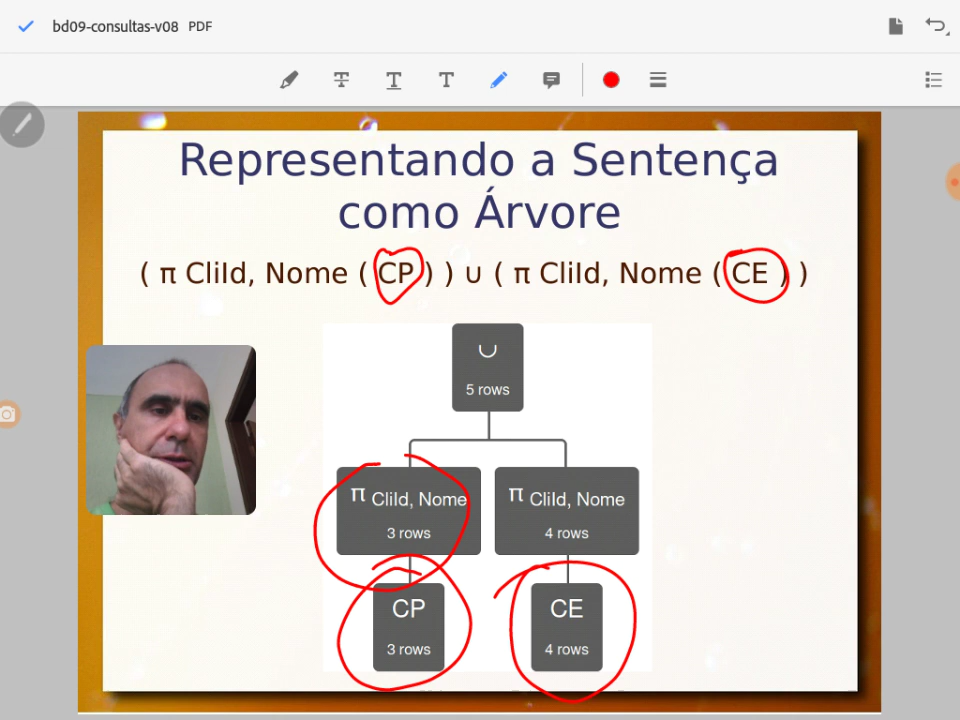 bd09-consultas-v08 PDF
Representando a Sentença
como Árvore
( π CliId, Nome ( CP ) ) ∪ ( π CliId, Nome ( CE ) )
∪
5 rows
π CliId, Nome
3 rows
π CliId, Nome
4 rows
CP
3 rows
CE
4 rows